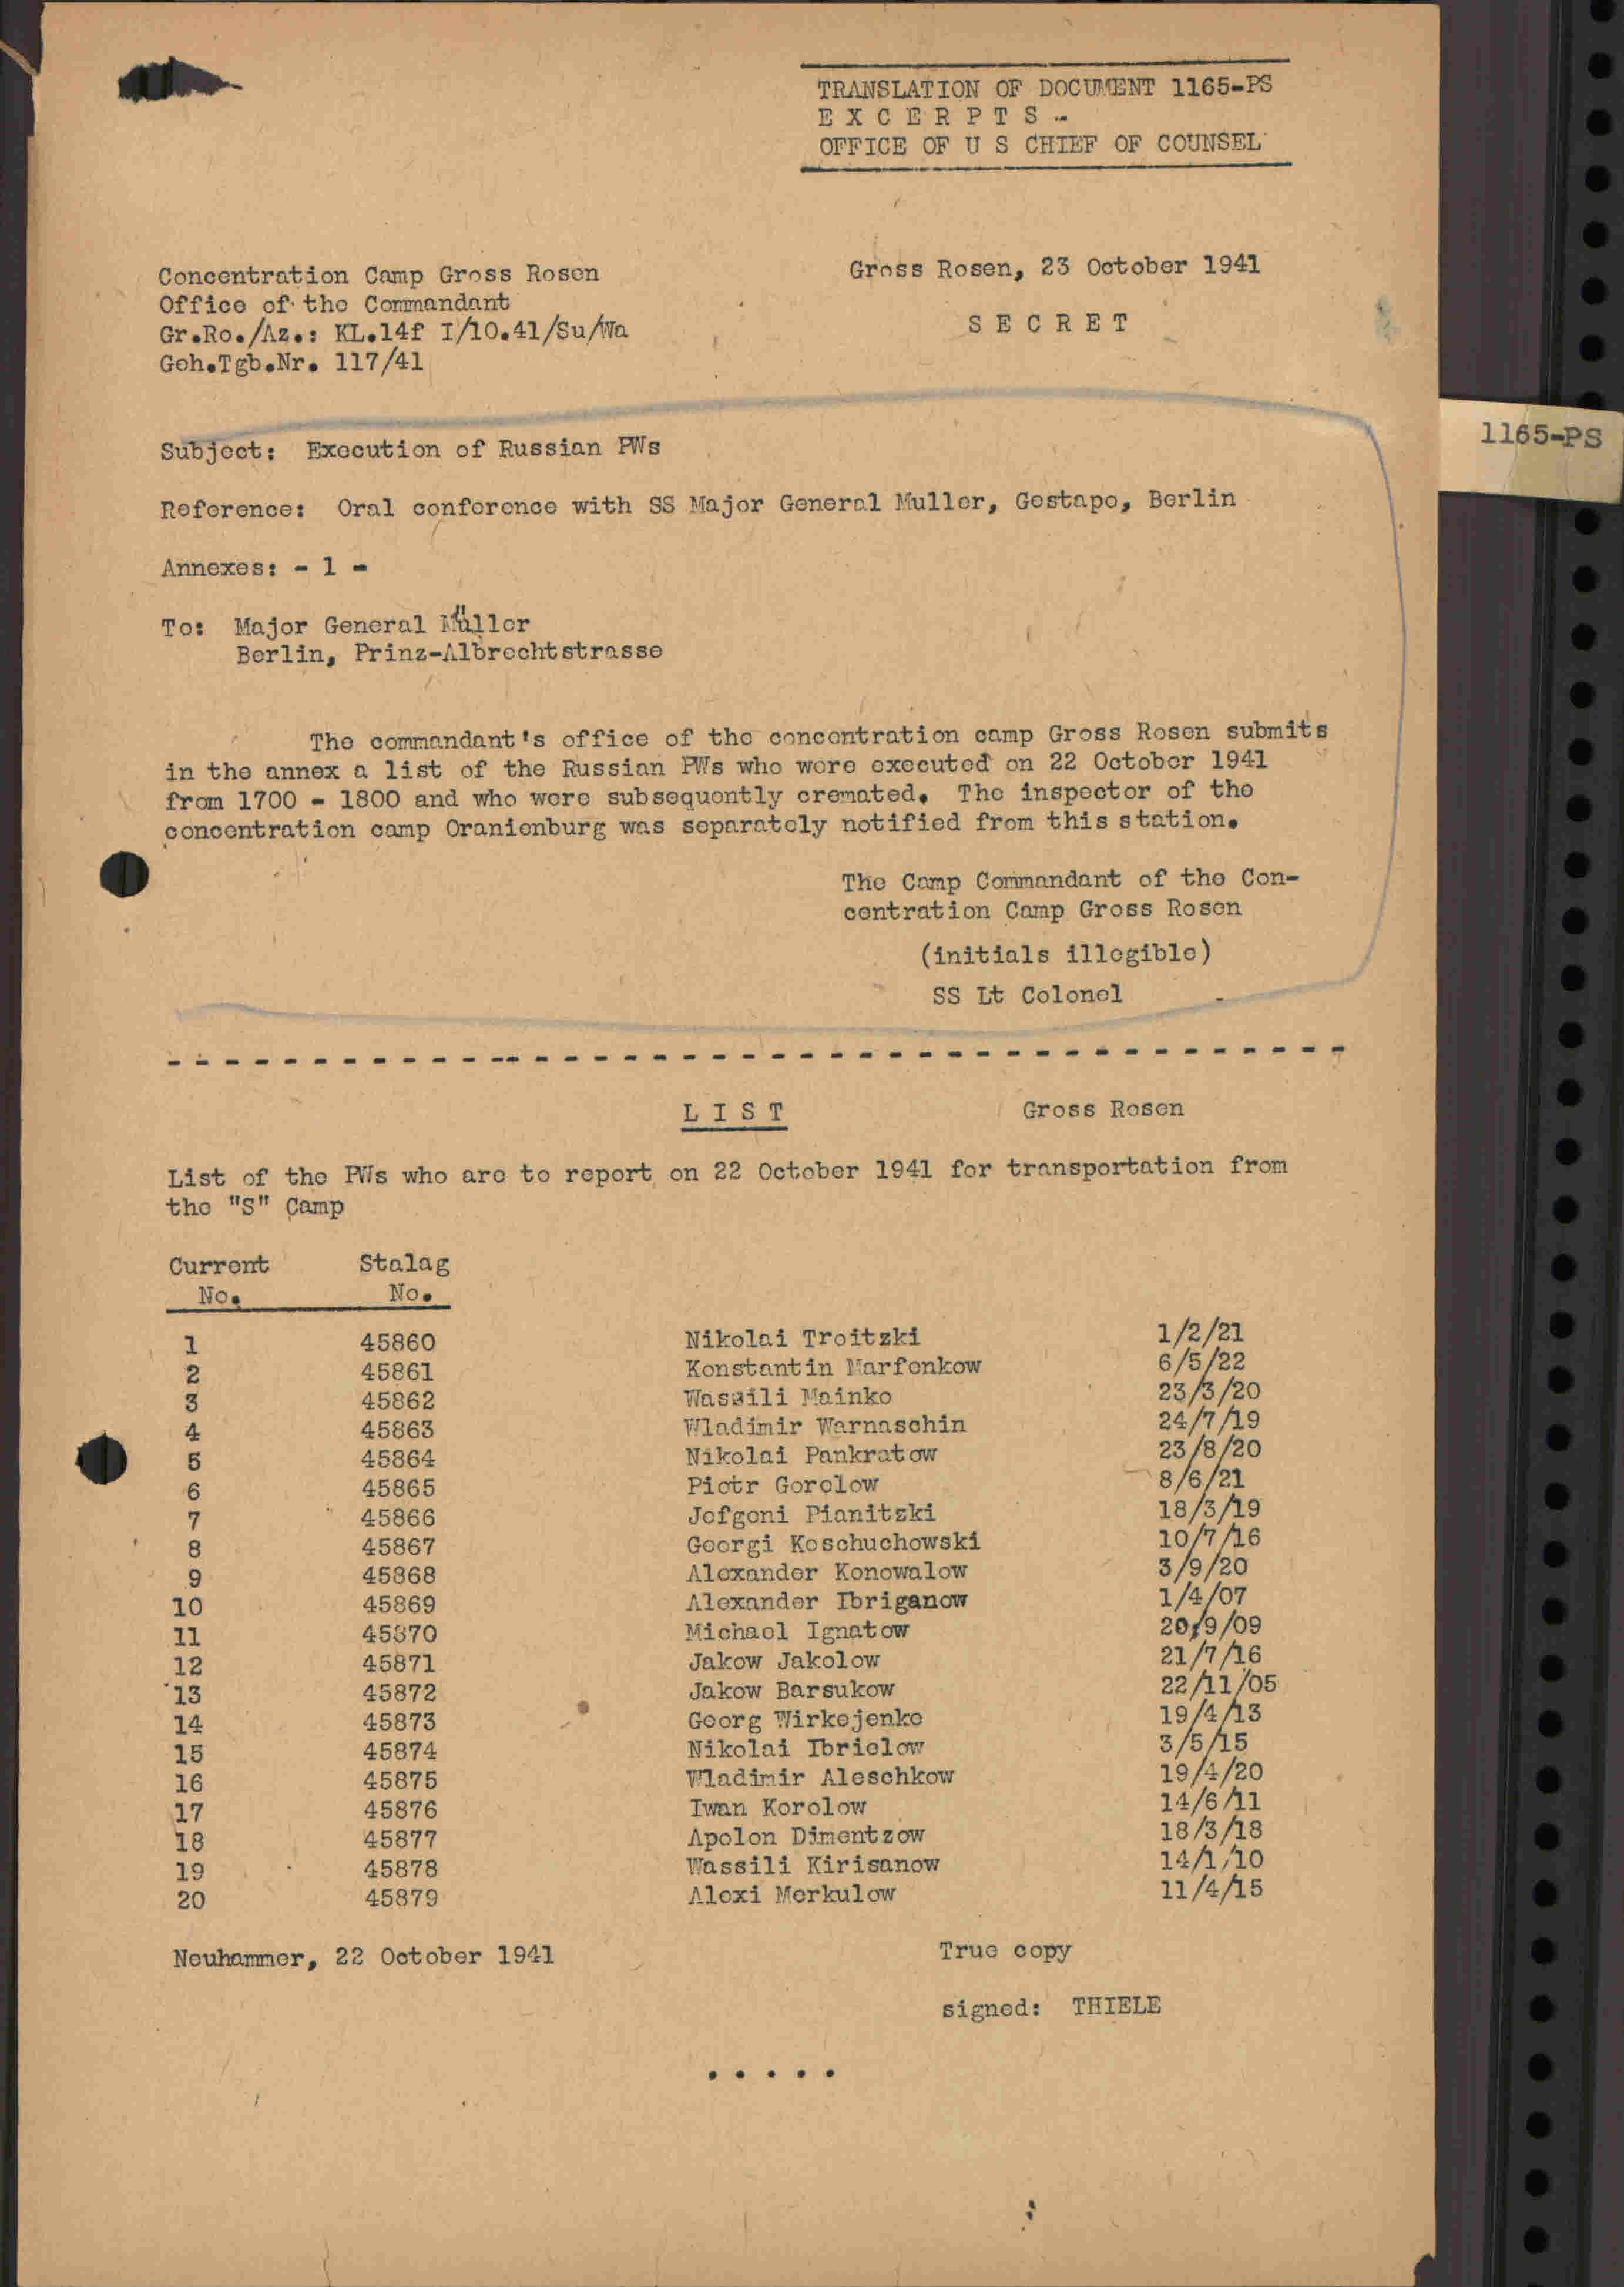 TRANSLATION OF DOCUMENT 1165-PS
E X C E R P T S -
OFFICE OF U S CHIEF OF COUNSEL
Concentration Camp Gross Rosen
Office of the Commandant
Gr.Ro./Az.: KL.14f I/10.41/Su/Wa
Geh.Tgb.Nr. 117/41
Gross Rosen, 23 October 1941
S E C R E T
1165-PS
Subject: Execution of Russian PWs
Reference: Oral conference with SS Major General Muller, Gestapo, Berlin
Annexes: - 1 -
To: Major General Müller
Berlin, Prinz-Albrechtstrasse
The commandant's office of the concentration camp Gross Rosen submits
in the annex a list of the Russian PWs who were executed on 22 October 1941
from 1700 - 1800 and who were subsequently cremated. The inspector of the
concentration camp Oranienburg was separately notified from this station.
The Camp Commandant of the Con-
centration Camp Gross Rosen
(initials illegible)
SS Lt Colonel
L I S T Gross Rosen
List of the PWs who are to report on 22 October 1941 for transportation from
the "S" Camp
Current Stalag
No. No.
1 45860 Nikolai Troitzki 1/2/21
2 45861 Konstantin Marfenkow 6/5/22
3 45862 Wassili Mainko 23/3/20
4 45863 Wladimir Warnaschin 24/7/19
5 45864 Nikolai Pankratow 23/8/20
6 45865 Piotr Gorolow 8/6/21
7 45866 Jefgeni Pianitzki 18/3/19
8 45867 Georgi Koschuchowski 10/7/16
9 45868 Alexander Konowalow 3/9/20
10 45869 Alexander Ibriganow 1/4/07
11 45870 Michael Ignatow 20/9/09
12 45871 Jakow Jakolow 21/7/16
13 45872 Jakow Barsukow 22/11/05
14 45873 Georg Wirkejenko 19/4/13
15 45874 Nikolai Ibrielow 3/5/15
16 45875 Wladimir Aleschkow 19/4/20
17 45876 Iwan Korolow 14/6/11
18 45877 Apolon Dimentzow 18/3/18
19 45878 Wassili Kirisanow 14/1/10
20 45879 Alexi Merkulow 11/4/15
Neuhammer, 22 October 1941 True copy
signed: THIELE
. . . . .